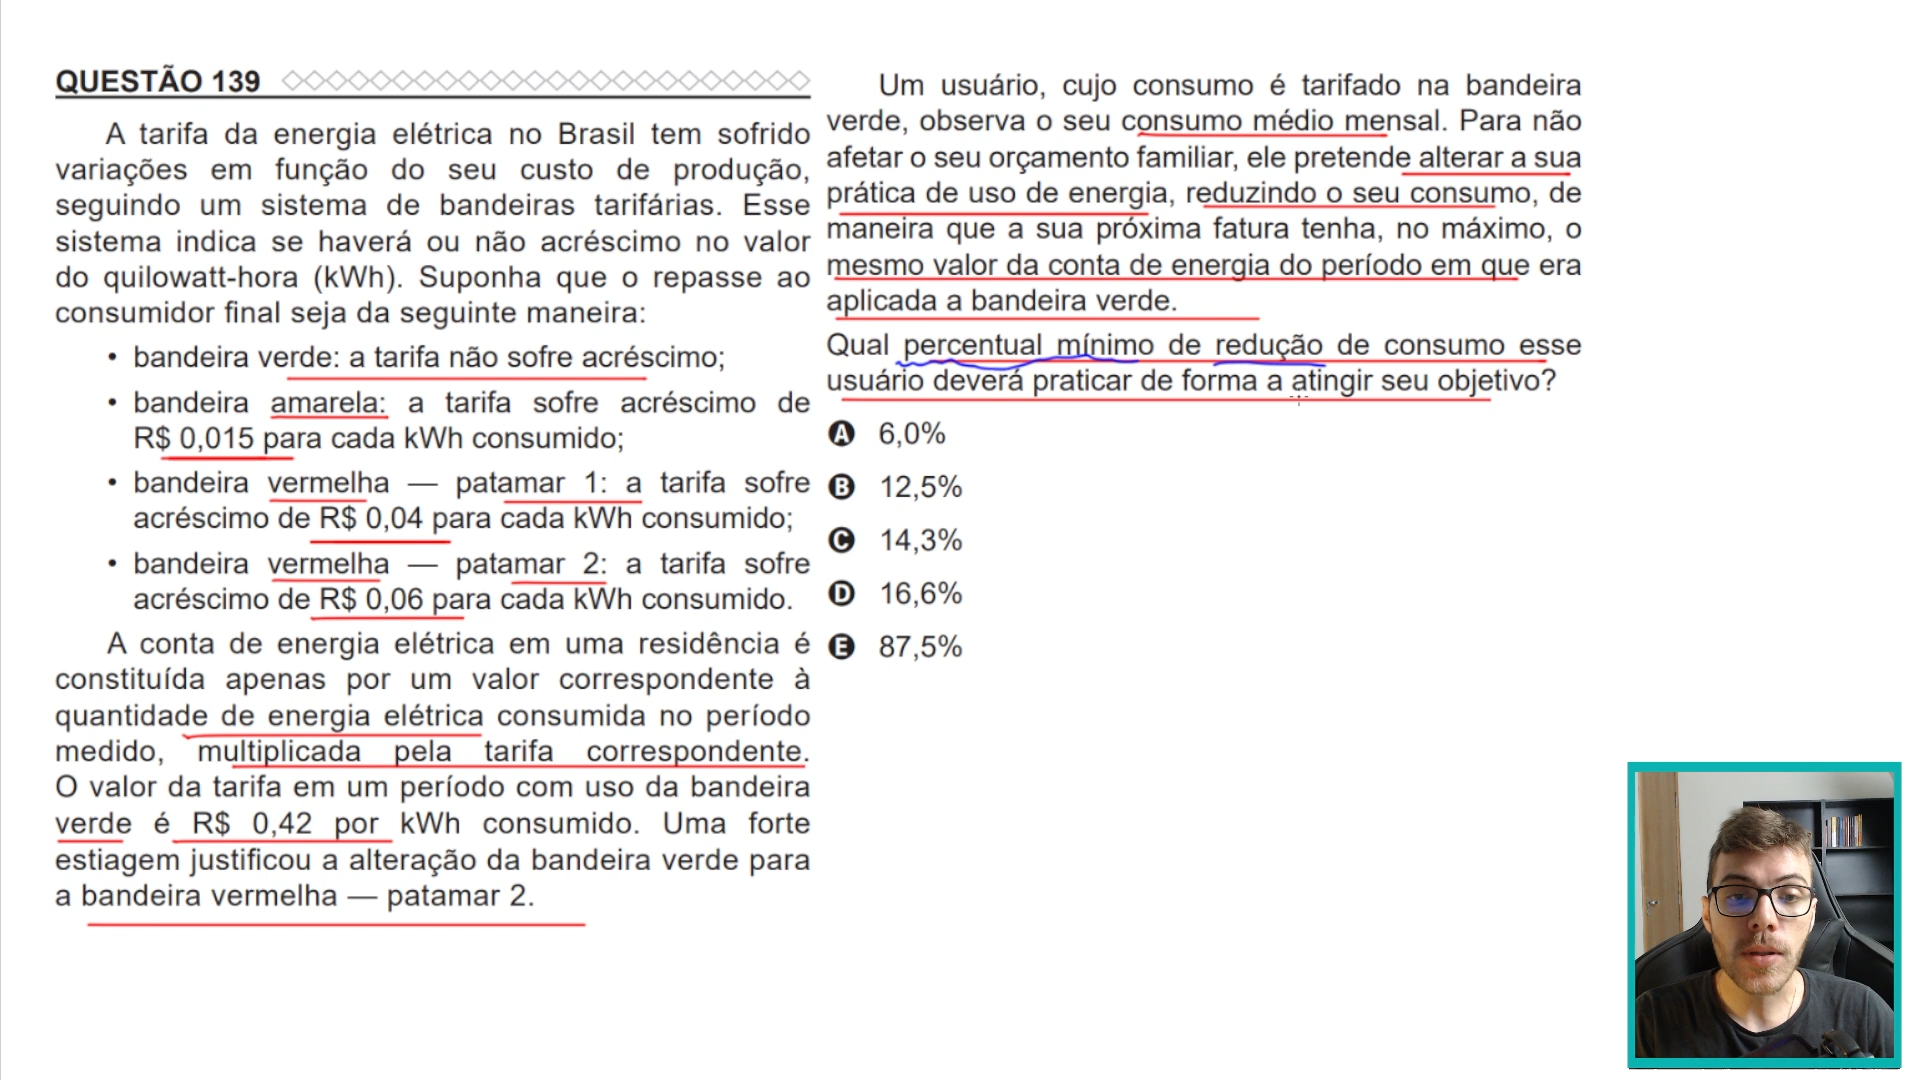 QUESTÃO 139
A tarifa da energia elétrica no Brasil tem sofrido
variações em função do seu custo de produção,
seguindo um sistema de bandeiras tarifárias. Esse
sistema indica se haverá ou não acréscimo no valor
do quilowatt-hora (kWh). Suponha que o repasse ao
consumidor final seja da seguinte maneira:
• bandeira verde: a tarifa não sofre acréscimo;
• bandeira amarela: a tarifa sofre acréscimo de
R$ 0,015 para cada kWh consumido;
• bandeira vermelha — patamar 1: a tarifa sofre
acréscimo de R$ 0,04 para cada kWh consumido;
• bandeira vermelha — patamar 2: a tarifa sofre
acréscimo de R$ 0,06 para cada kWh consumido.
A conta de energia elétrica em uma residência é
constituída apenas por um valor correspondente à
quantidade de energia elétrica consumida no período
medido, multiplicada pela tarifa correspondente.
O valor da tarifa em um período com uso da bandeira
verde é R$ 0,42 por kWh consumido. Uma forte
estiagem justificou a alteração da bandeira verde para
a bandeira vermelha — patamar 2.
Um usuário, cujo consumo é tarifado na bandeira
verde, observa o seu consumo médio mensal. Para não
afetar o seu orçamento familiar, ele pretende alterar a sua
prática de uso de energia, reduzindo o seu consumo, de
maneira que a sua próxima fatura tenha, no máximo, o
mesmo valor da conta de energia do período em que era
aplicada a bandeira verde.
Qual percentual mínimo de redução de consumo esse
usuário deverá praticar de forma a atingir seu objetivo?
A 6,0%
B 12,5%
C 14,3%
D 16,6%
E 87,5%